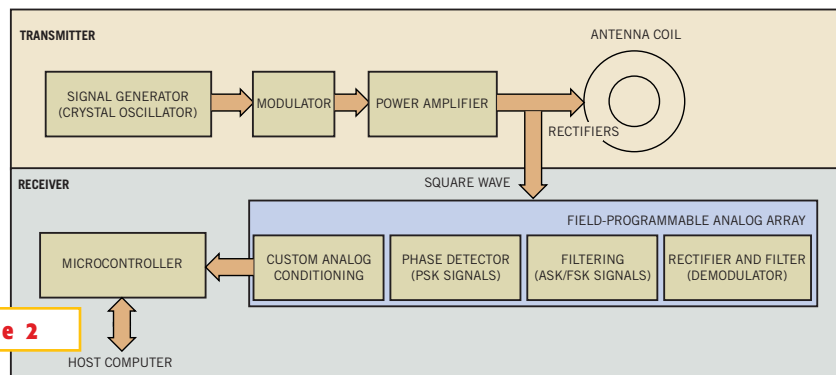 TRANSMITTER
ANTENNA COIL
SIGNAL GENERATOR
(CRYSTAL OSCILLATOR)
MODULATOR
POWER AMPLIFIER
RECTIFIERS
RECEIVER
SQUARE WAVE
FIELD-PROGRAMMABLE ANALOG ARRAY
MICROCONTROLLER
CUSTOM ANALOG
CONDITIONING
PHASE DETECTOR
(PSK SIGNALS)
FILTERING
(ASK/FSK SIGNALS)
RECTIFIER AND FILTER
(DEMODULATOR)
e 2
HOST COMPUTER